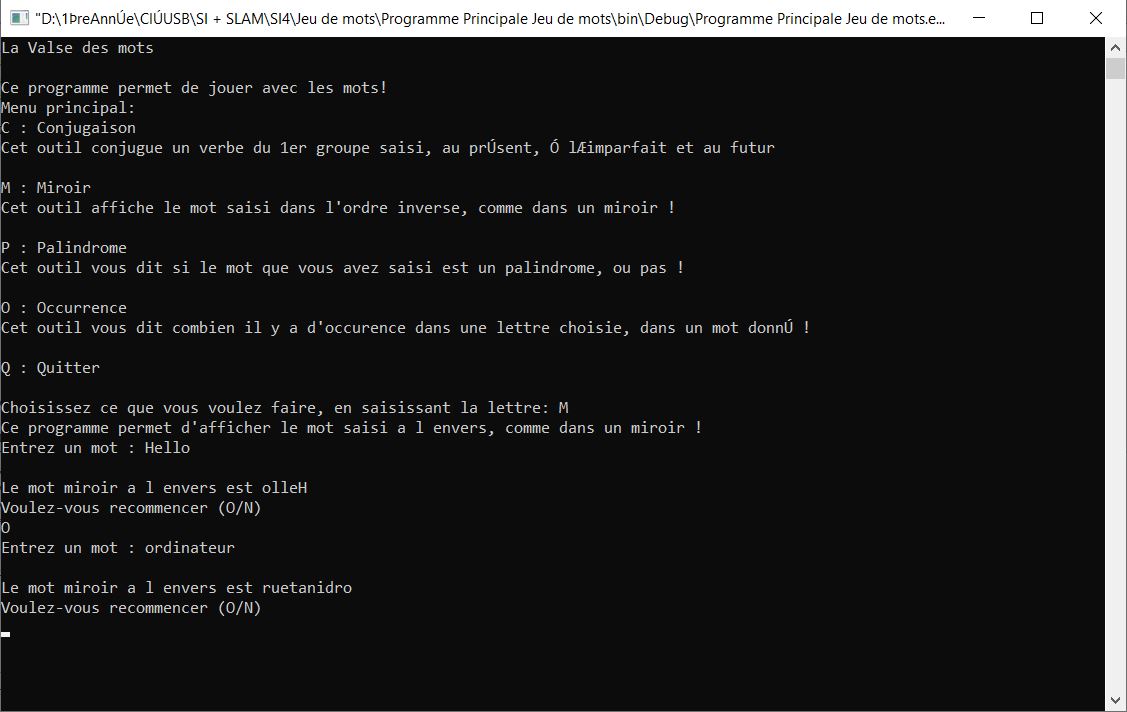 "D:\1ÞreAnnÚe\ClÚUSB\SI + SLAM\SI4\Jeu de mots\Programme Principale Jeu de mots\bin\Debug\Programme Principale Jeu de mots.e...
La Valse des mots
Ce programme permet de jouer avec les mots!
Menu principal:
C : Conjugaison
Cet outil conjugue un verbe du 1er groupe saisi, au prÚsent, Ó lÆimparfait et au futur
M : Miroir
Cet outil affiche le mot saisi dans l'ordre inverse, comme dans un miroir !
P : Palindrome
Cet outil vous dit si le mot que vous avez saisi est un palindrome, ou pas !
O : Occurrence
Cet outil vous dit combien il y a d'occurence dans une lettre choisie, dans un mot donnÚ !
Q : Quitter
Choisissez ce que vous voulez faire, en saisissant la lettre: M
Ce programme permet d'afficher le mot saisi a l envers, comme dans un miroir !
Entrez un mot : Hello
Le mot miroir a l envers est olleH
Voulez-vous recommencer (O/N)
O
Entrez un mot : ordinateur
Le mot miroir a l envers est ruetanidro
Voulez-vous recommencer (O/N)